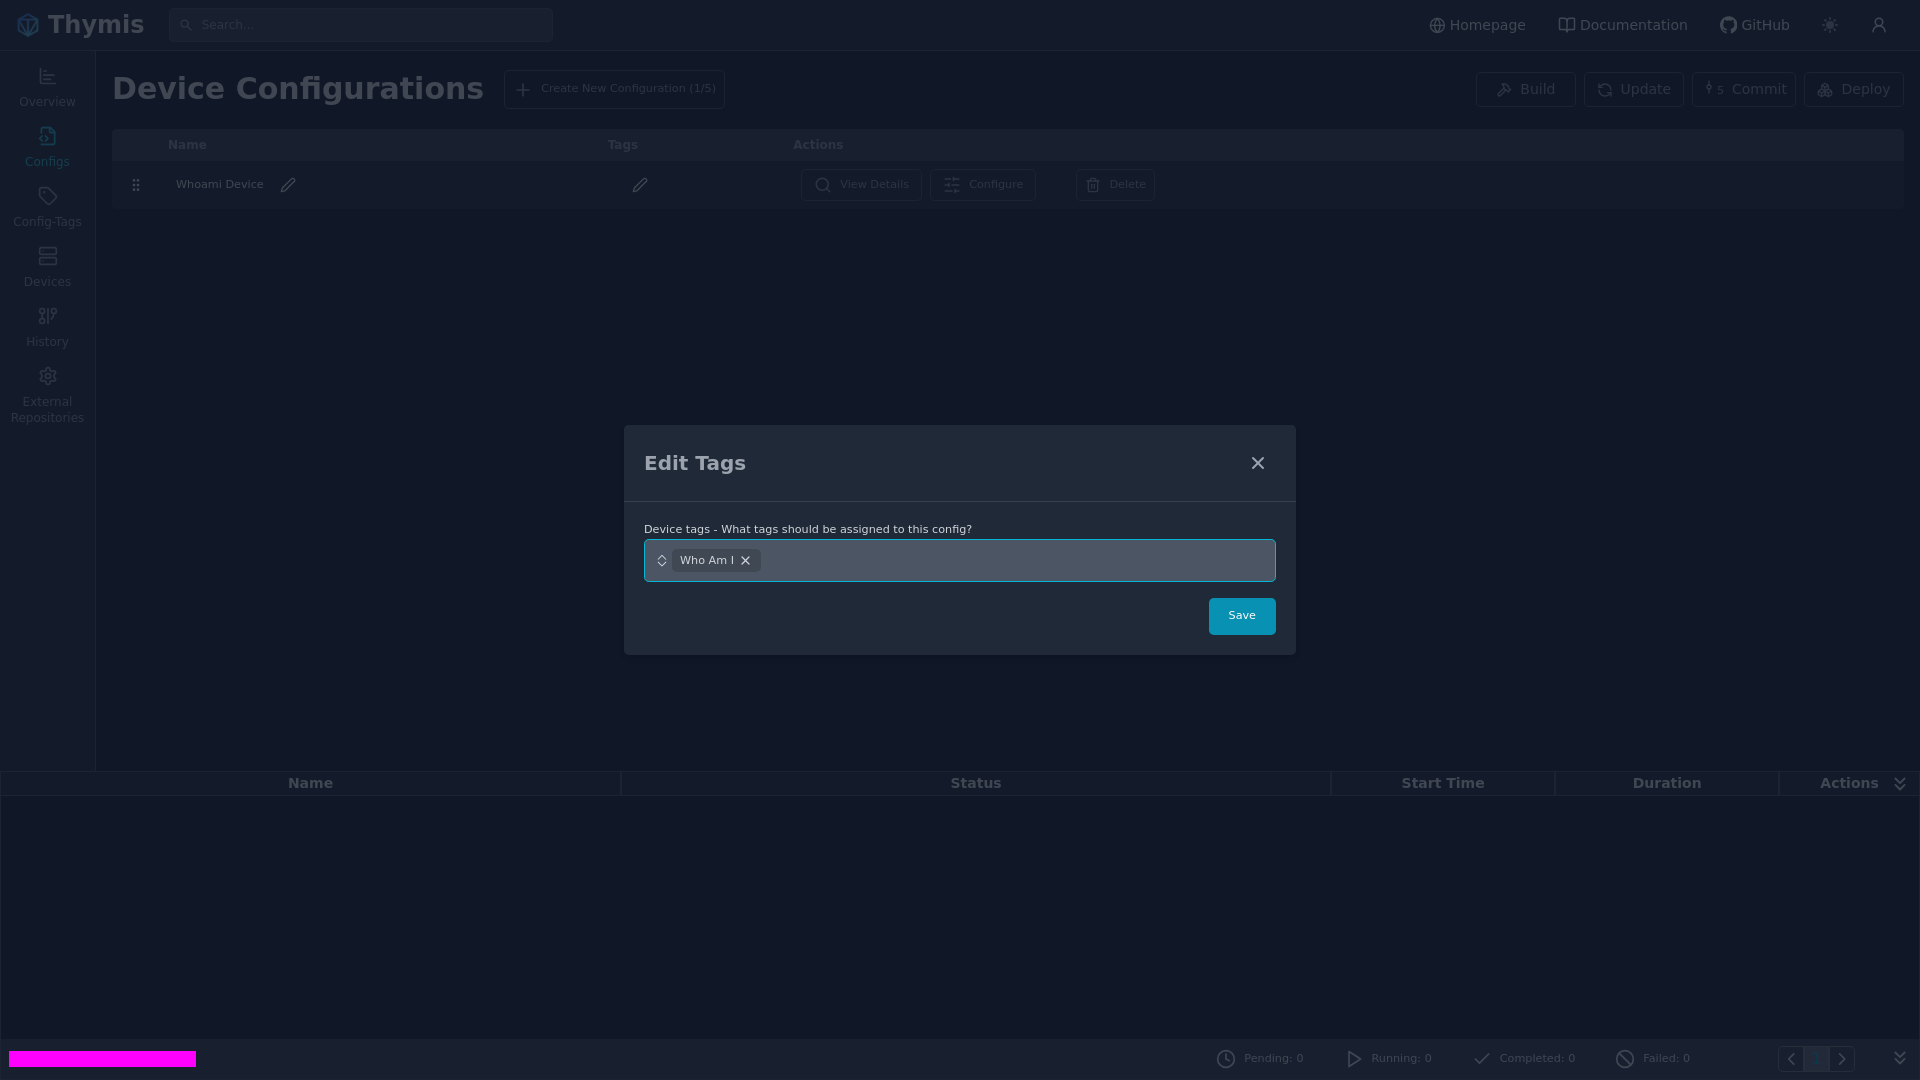 Thymis
Search...
Homepage
Documentation
GitHub
Device Configurations
Create New Configuration (1/5)
Build
Update
s Commit
Deploy
Overview
Configs
Config-Tags
Devices
History
External
Repositories
Name Tags Actions
Whoami Device
View Details
Configure
Delete
Edit Tags
Device tags - What tags should be assigned to this config?
Who Am I
Save
Name Status Start Time Duration Actions
Pending: 0
Running: 0
Completed: 0
Failed: 0